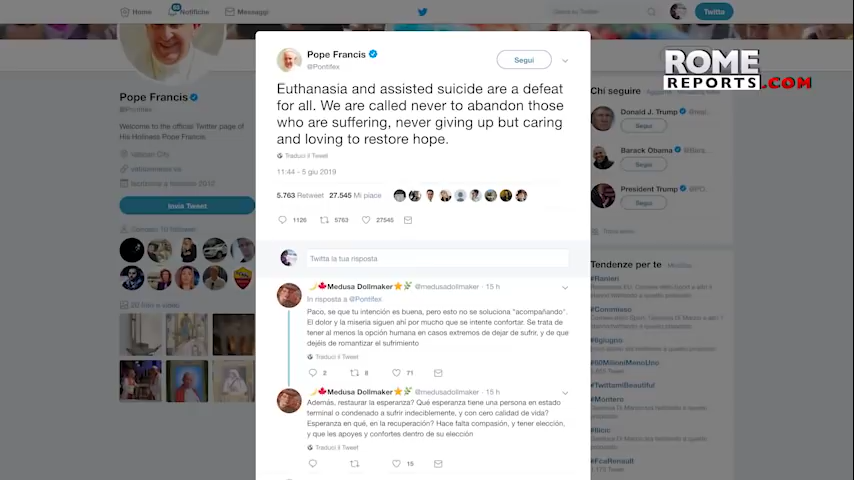 Home
Notifiche
Messaggi
Twitta
ROME
REPORTS.COM
Pope Francis
@Pontifex
Welcome to the official Twitter page of
His Holiness Pope Francis
Vatican City
Invia Tweet
Pope Francis
@Pontifex
Segui
Euthanasia and assisted suicide are a defeat
for all. We are called never to abandon those
who are suffering, never giving up but caring
and loving to restore hope.
Traduci il Tweet
11:44 - 5 giu 2019
5.763 Retweet 27.545 Mi piace
1126 5763 27545
Twitta la tua risposta
Medusa Dollmaker @medusadollmaker · 15 h
In risposta a @Pontifex
Paco, se que tu intención es buena, pero esto no se soluciona "acompañando".
El dolor y la miseria siguen ahí por mucho que se intente confortar. Se trata de
tener al menos la opción humana en casos extremos de dejar de sufrir, y de que
dejéis de romantizar el sufrimiento
Traduci il Tweet
2 8 71
Medusa Dollmaker @medusadollmaker · 15 h
Además, restaurar la esperanza? Qué esperanza tiene una persona en estado
terminal o condenado a sufrir indeciblemente, y con cero calidad de vida?
Esperanza en qué, en la recuperación? Hace falta compasión, y tener elección,
y que les apoyes y confortes dentro de su elección
Traduci il Tweet
15
Chi seguire
Donald J. Trump
Segui
Barack Obama
Segui
President Trump
Segui
Tendenze per te
#Ranieri
#Commisso
#8giugno
#60MilioniMenoUno
#TwittamiBeautiful